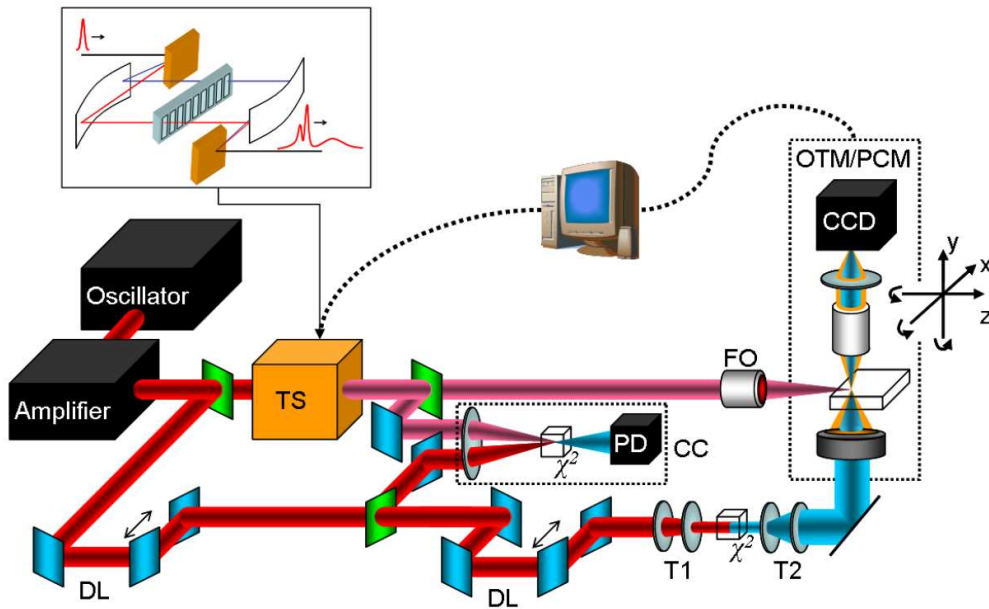 OTM/PCM
CCD
y
x
z
Oscillator
Amplifier
TS
FO
PD
CC
χ²
DL
DL
T1
χ²
T2